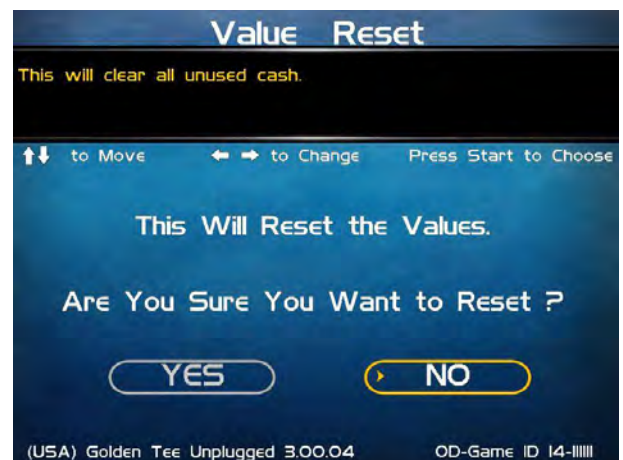 Value Reset
This will clear all unused cash.
to Move to Change Press Start to Choose
This Will Reset the Values.
Are You Sure You Want to Reset ?
YES NO
(USA) Golden Tee Unplugged 3.00.04 OD-Game ID 14-111111